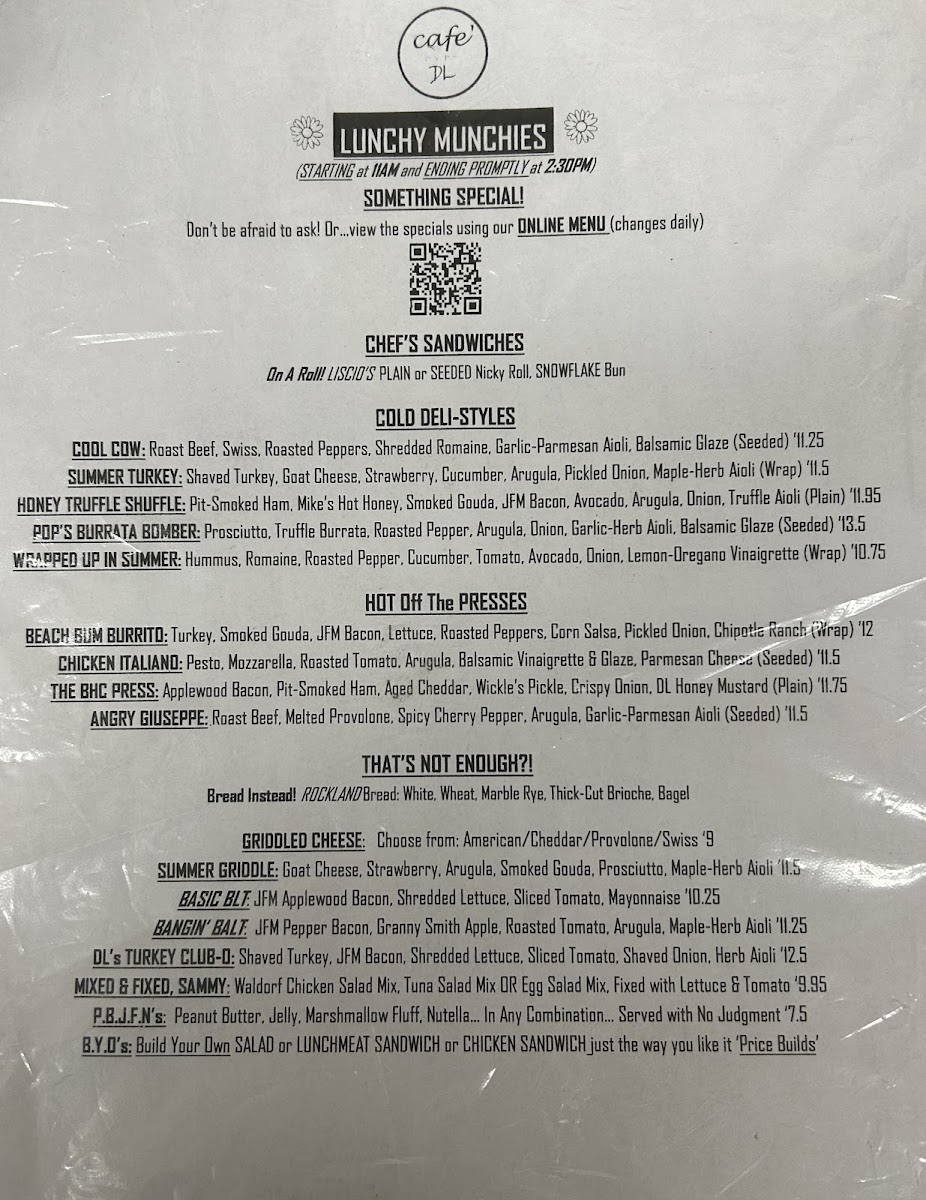 cafe'
DL
LUNCHY MUNCHIES
(STARTING at 11AM and ENDING PROMPTLY at 2:30PM)
SOMETHING SPECIAL!
Don't be afraid to ask! Or...view the specials using our ONLINE MENU (changes daily)
CHEF'S SANDWICHES
On A Roll! LISCIO'S PLAIN or SEEDED Nicky Roll, SNOWFLAKE Bun
COLD DELI-STYLES
COOL COW: Roast Beef, Swiss, Roasted Peppers, Shredded Romaine, Garlic-Parmesan Aioli, Balsamic Glaze (Seeded) '11.25
SUMMER TURKEY: Shaved Turkey, Goat Cheese, Strawberry, Cucumber, Arugula, Pickled Onion, Maple-Herb Aioli (Wrap) '11.5
HONEY TRUFFLE SHUFFLE: Pit-Smoked Ham, Mike's Hot Honey, Smoked Gouda, JFM Bacon, Avocado, Arugula, Onion, Truffle Aioli (Plain) '11.95
POP'S BURRATA BOMBER: Prosciutto, Truffle Burrata, Roasted Pepper, Arugula, Onion, Garlic-Herb Aioli, Balsamic Glaze (Seeded) '13.5
WRAPPED UP IN SUMMER: Hummus, Romaine, Roasted Pepper, Cucumber, Tomato, Avocado, Onion, Lemon-Oregano Vinaigrette (Wrap) '10.75
HOT Off The PRESSES
BEACH BUM BURRITO: Turkey, Smoked Gouda, JFM Bacon, Lettuce, Roasted Peppers, Corn Salsa, Pickled Onion, Chipotle Ranch (Wrap) '12
CHICKEN ITALIANO: Pesto, Mozzarella, Roasted Tomato, Arugula, Balsamic Vinaigrette & Glaze, Parmesan Cheese (Seeded) '11.5
THE BHC PRESS: Applewood Bacon, Pit-Smoked Ham, Aged Cheddar, Wickle's Pickle, Crispy Onion, DL Honey Mustard (Plain) '11.75
ANGRY GIUSEPPE: Roast Beef, Melted Provolone, Spicy Cherry Pepper, Arugula, Garlic-Parmesan Aioli (Seeded) '11.5
THAT'S NOT ENOUGH?!
Bread Instead! ROCKLAND Bread: White, Wheat, Marble Rye, Thick-Cut Brioche, Bagel
GRIDDLED CHEESE: Choose from: American/Cheddar/Provolone/Swiss '9
SUMMER GRIDDLE: Goat Cheese, Strawberry, Arugula, Smoked Gouda, Prosciutto, Maple-Herb Aioli '11.5
BASIC BLT: JFM Applewood Bacon, Shredded Lettuce, Sliced Tomato, Mayonnaise '10.25
BANGIN' BALT: JFM Pepper Bacon, Granny Smith Apple, Roasted Tomato, Arugula, Maple-Herb Aioli '11.25
DL's TURKEY CLUB-O: Shaved Turkey, JFM Bacon, Shredded Lettuce, Sliced Tomato, Shaved Onion, Herb Aioli '12.5
MIXED & FIXED, SAMMY: Waldorf Chicken Salad Mix, Tuna Salad Mix OR Egg Salad Mix, Fixed with Lettuce & Tomato '9.95
P.B.J.F.N's: Peanut Butter, Jelly, Marshmallow Fluff, Nutella... In Any Combination... Served with No Judgment '7.5
B.Y.O's: Build Your Own SALAD or LUNCHMEAT SANDWICH or CHICKEN SANDWICH just the way you like it 'Price Builds'